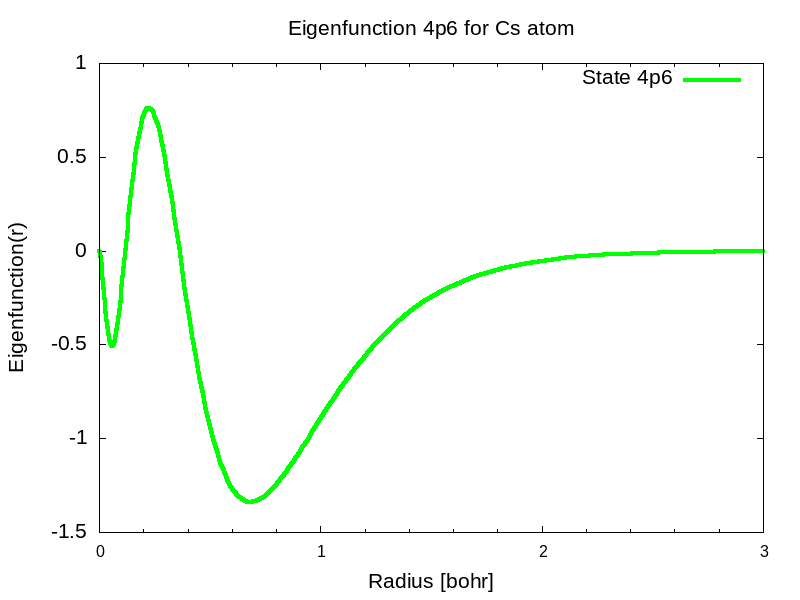 Eigenfunction 4p6 for Cs atom
State 4p6
1
0.5
0
-0.5
-1
-1.5
Eigenfunction(r)
0 1 2 3
Radius [bohr]